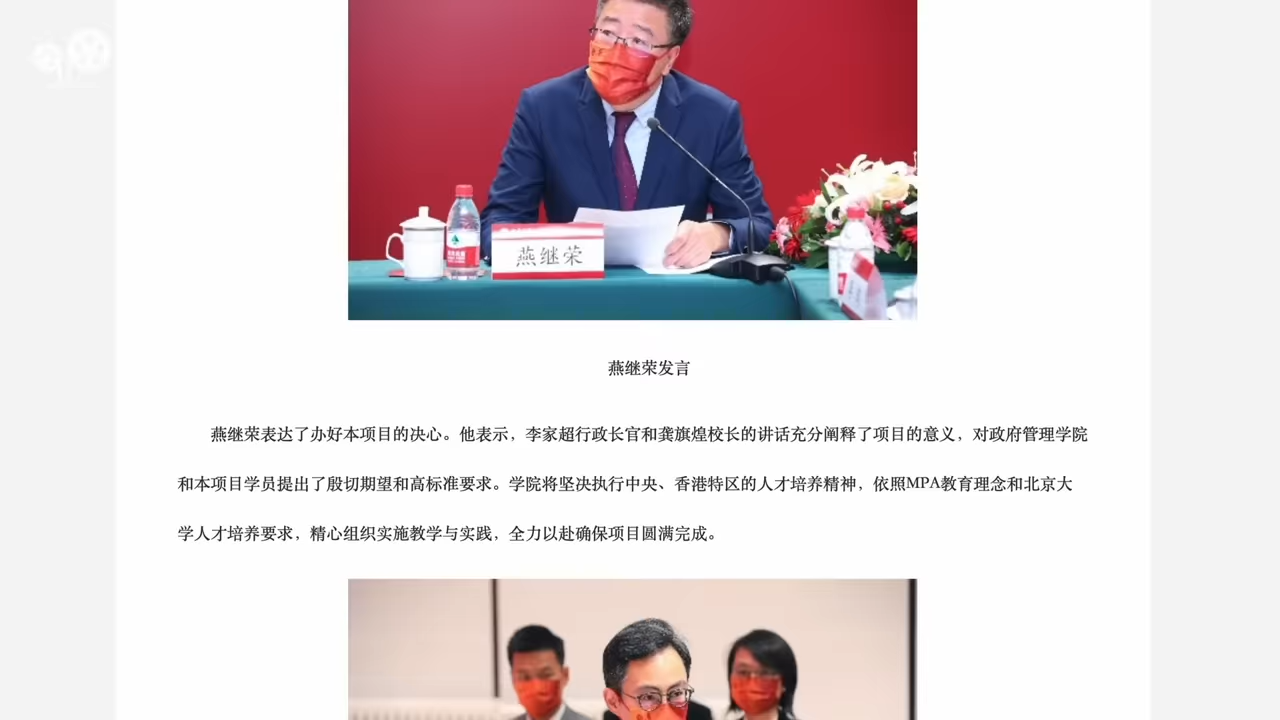 燕继荣
燕继荣发言
燕继荣表达了办好本项目的决心。他表示，李家超行政长官和龚旗煌校长的讲话充分阐释了项目的意义，对政府管理学院
和本项目学员提出了殷切期望和高标准要求。学院将坚决执行中央、香港特区的人才培养精神，依照MPA教育理念和北京大
学人才培养要求，精心组织实施教学与实践，全力以赴确保项目圆满完成。